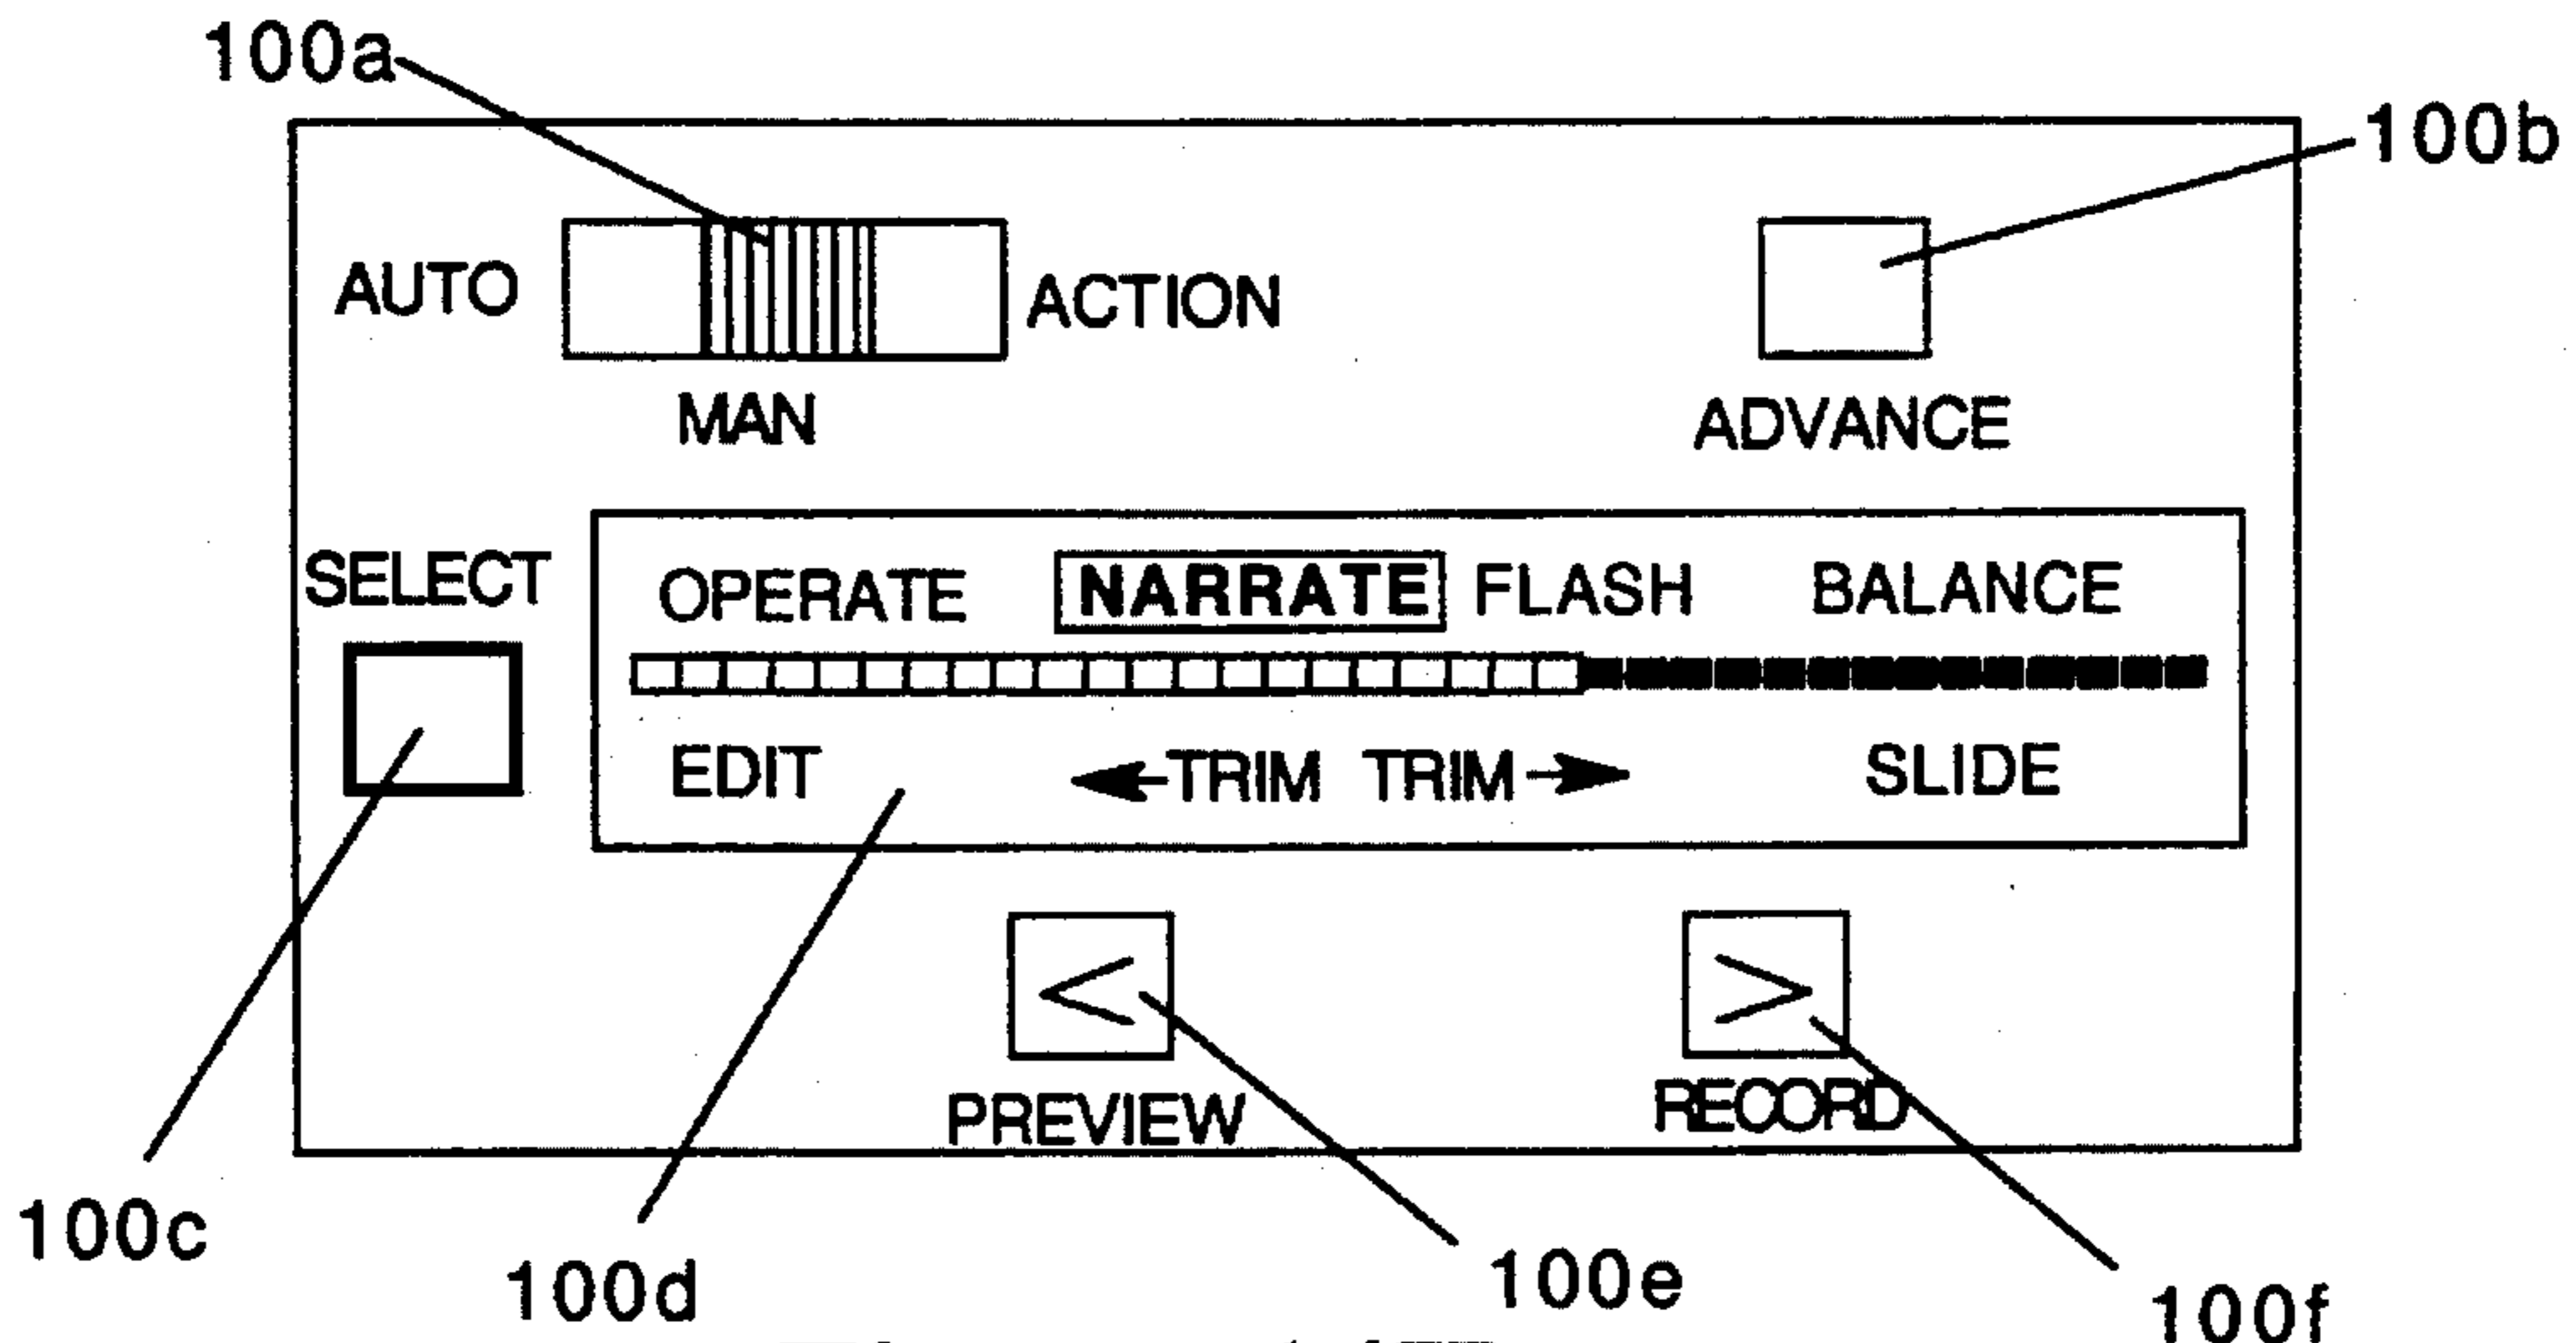 100a
100b
AUTO
ACTION
MAN
ADVANCE
SELECT
OPERATE NARRATE FLASH BALANCE
EDIT ←TRIM TRIM→ SLIDE
<
>
PREVIEW
RECORD
100c
100d
100e
100f